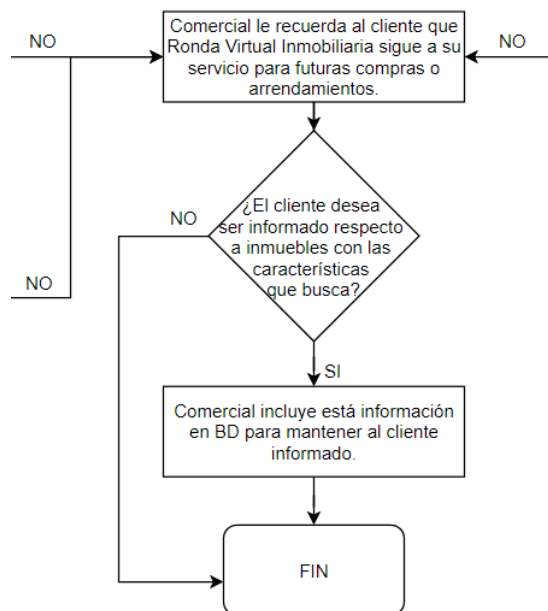 NO
Comercial le recuerda al cliente que
Ronda Virtual Inmobiliaria sigue a su
servicio para futuras compras o
arrendamientos.
NO
NO
¿El cliente desea
ser informado respecto
a inmuebles con las
características
que busca?
NO
SI
Comercial incluye está información
en BD para mantener al cliente
informado.
FIN